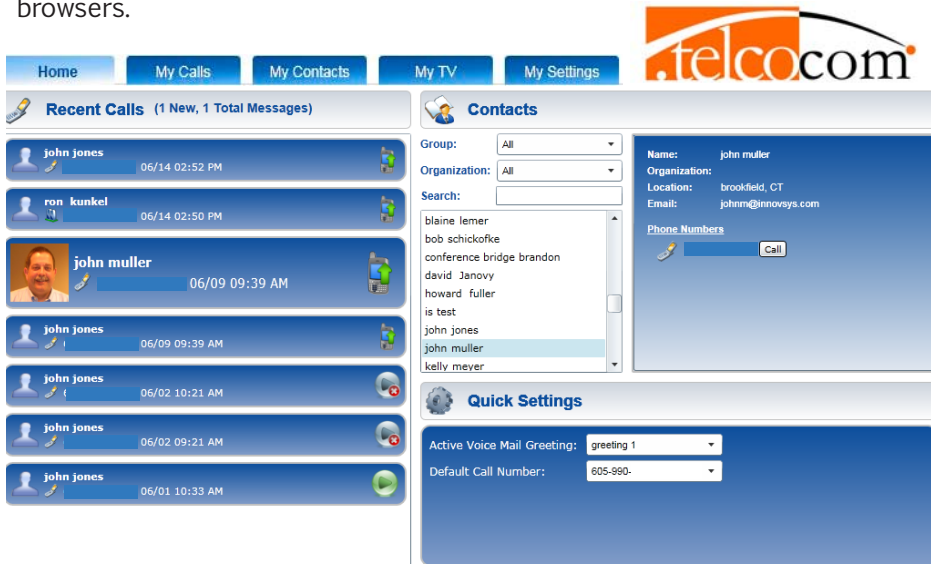 browsers.
.telcocom
Home My Calls My Contacts My TV My Settings
Recent Calls (1 New, 1 Total Messages)
john jones
06/14 02:52 PM
ron kunkel
06/14 02:50 PM
john muller
06/09 09:39 AM
john jones
06/09 09:39 AM
john jones
06/02 10:21 AM
john jones
06/02 09:21 AM
john jones
06/01 10:33 AM
Contacts
Group: All
Organization: All
Search:
blaine lemer
bob schickofke
conference bridge brandon
david Janovy
howard fuller
is test
john jones
john muller
kelly meyer
Name: john muller
Organization:
Location: brookfield, CT
Email: johnm@innovsys.com
Phone Numbers
Call
Quick Settings
Active Voice Mail Greeting: greeting 1
Default Call Number: 605-990-